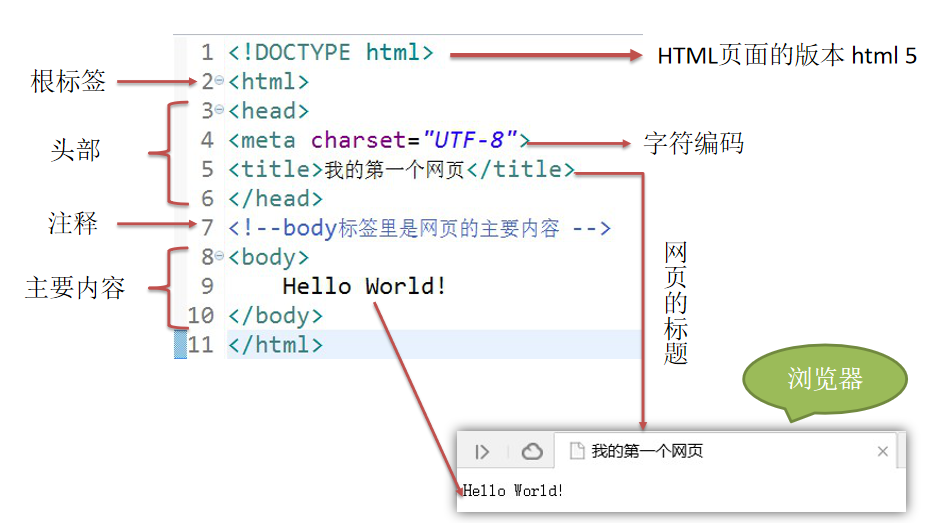 1 <!DOCTYPE html>
HTML页面的版本 html 5
根标签
2 <html>
3 <head>
头部
4 <meta charset="UTF-8">
字符编码
5 <title>我的第一个网页</title>
6 </head>
注释
7 <!--body标签里是网页的主要内容 -->
8 <body>
主要内容
9 Hello World!
10 </body>
11 </html>
网页的标题
浏览器
我的第一个网页 ×
Hello World!